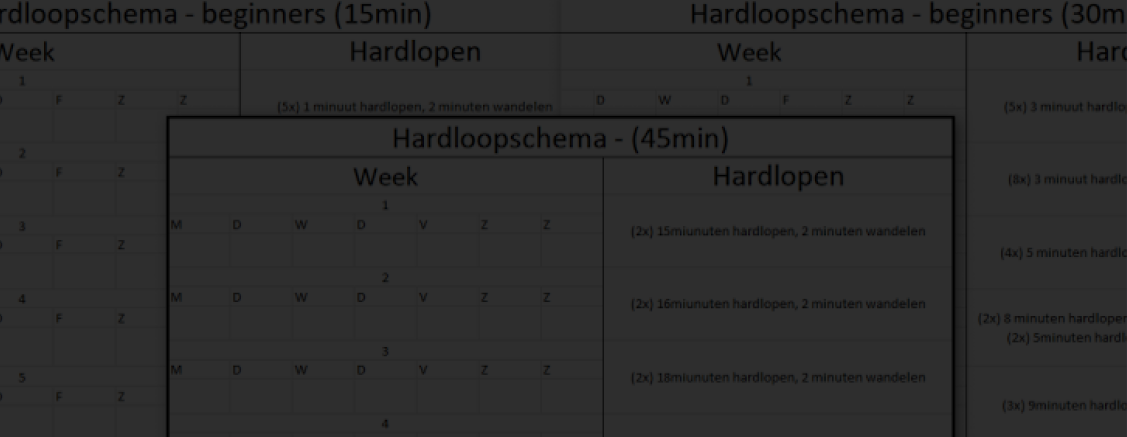 rdloopschema - beginners (15min)
Week
Hardlopen
1
F Z Z
(5x) 1 minuut hardlopen, 2 minuten wandelen
2
F Z
3
F Z
4
F Z
5
F Z
Hardloopschema - beginners (30m
Week
Hard
1
D W D F Z Z
(5x) 3 minuut hardlo
(8x) 3 minuut hardlo
(4x) 5 minuten hardlo
(2x) 8 minuten hardlopen
(2x) 5minuten hardl
(3x) 9minuten hardlo
Hardloopschema - (45min)
Week
Hardlopen
1
M D W D V Z Z
(2x) 15miunuten hardlopen, 2 minuten wandelen
2
M D W D V Z Z
(2x) 16miunuten hardlopen, 2 minuten wandelen
3
M D W D V Z Z
(2x) 18miunuten hardlopen, 2 minuten wandelen
4